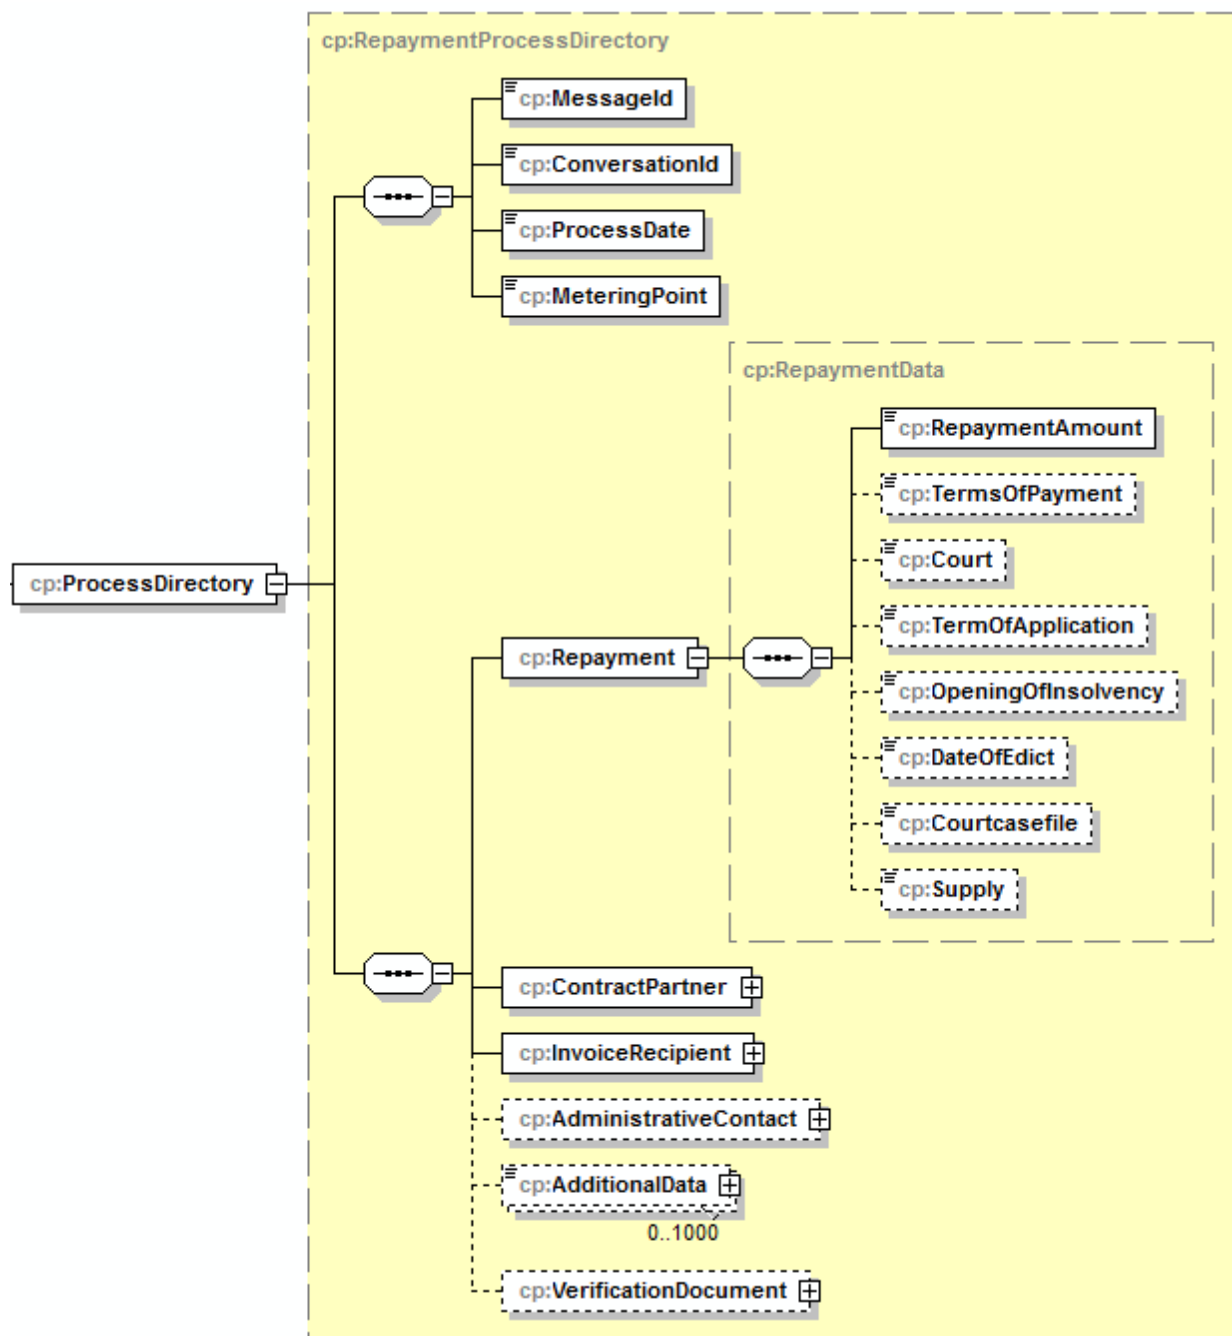 cp:RepaymentProcessDirectory
cp:MessageId
cp:ConversationId
cp:ProcessDate
cp:MeteringPoint
cp:RepaymentData
cp:RepaymentAmount
cp:TermsOfPayment
cp:Court
cp:ProcessDirectory
cp:TermOfApplication
cp:Repayment
cp:OpeningOfInsolvency
cp:DateOfEdict
cp:Courtcasefile
cp:Supply
cp:ContractPartner
cp:InvoiceRecipient
cp:AdministrativeContact
cp:AdditionalData
0..1000
cp:VerificationDocument